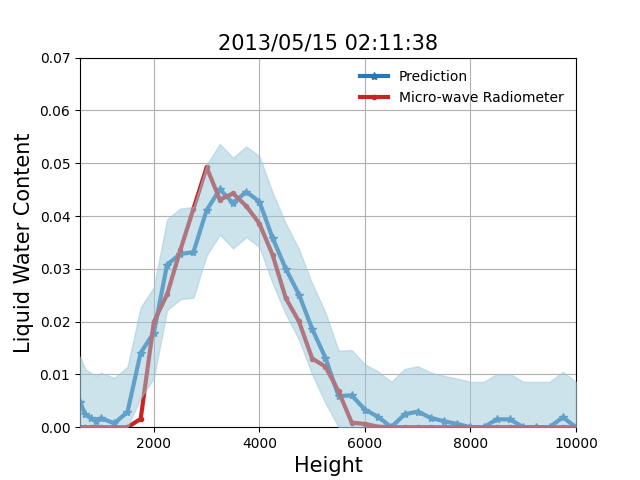 2013/05/15 02:11:38
Prediction
Micro-wave Radiometer
Liquid Water Content
0.07
0.06
0.05
0.04
0.03
0.02
0.01
0.00
2000 4000 6000 8000 10000
Height